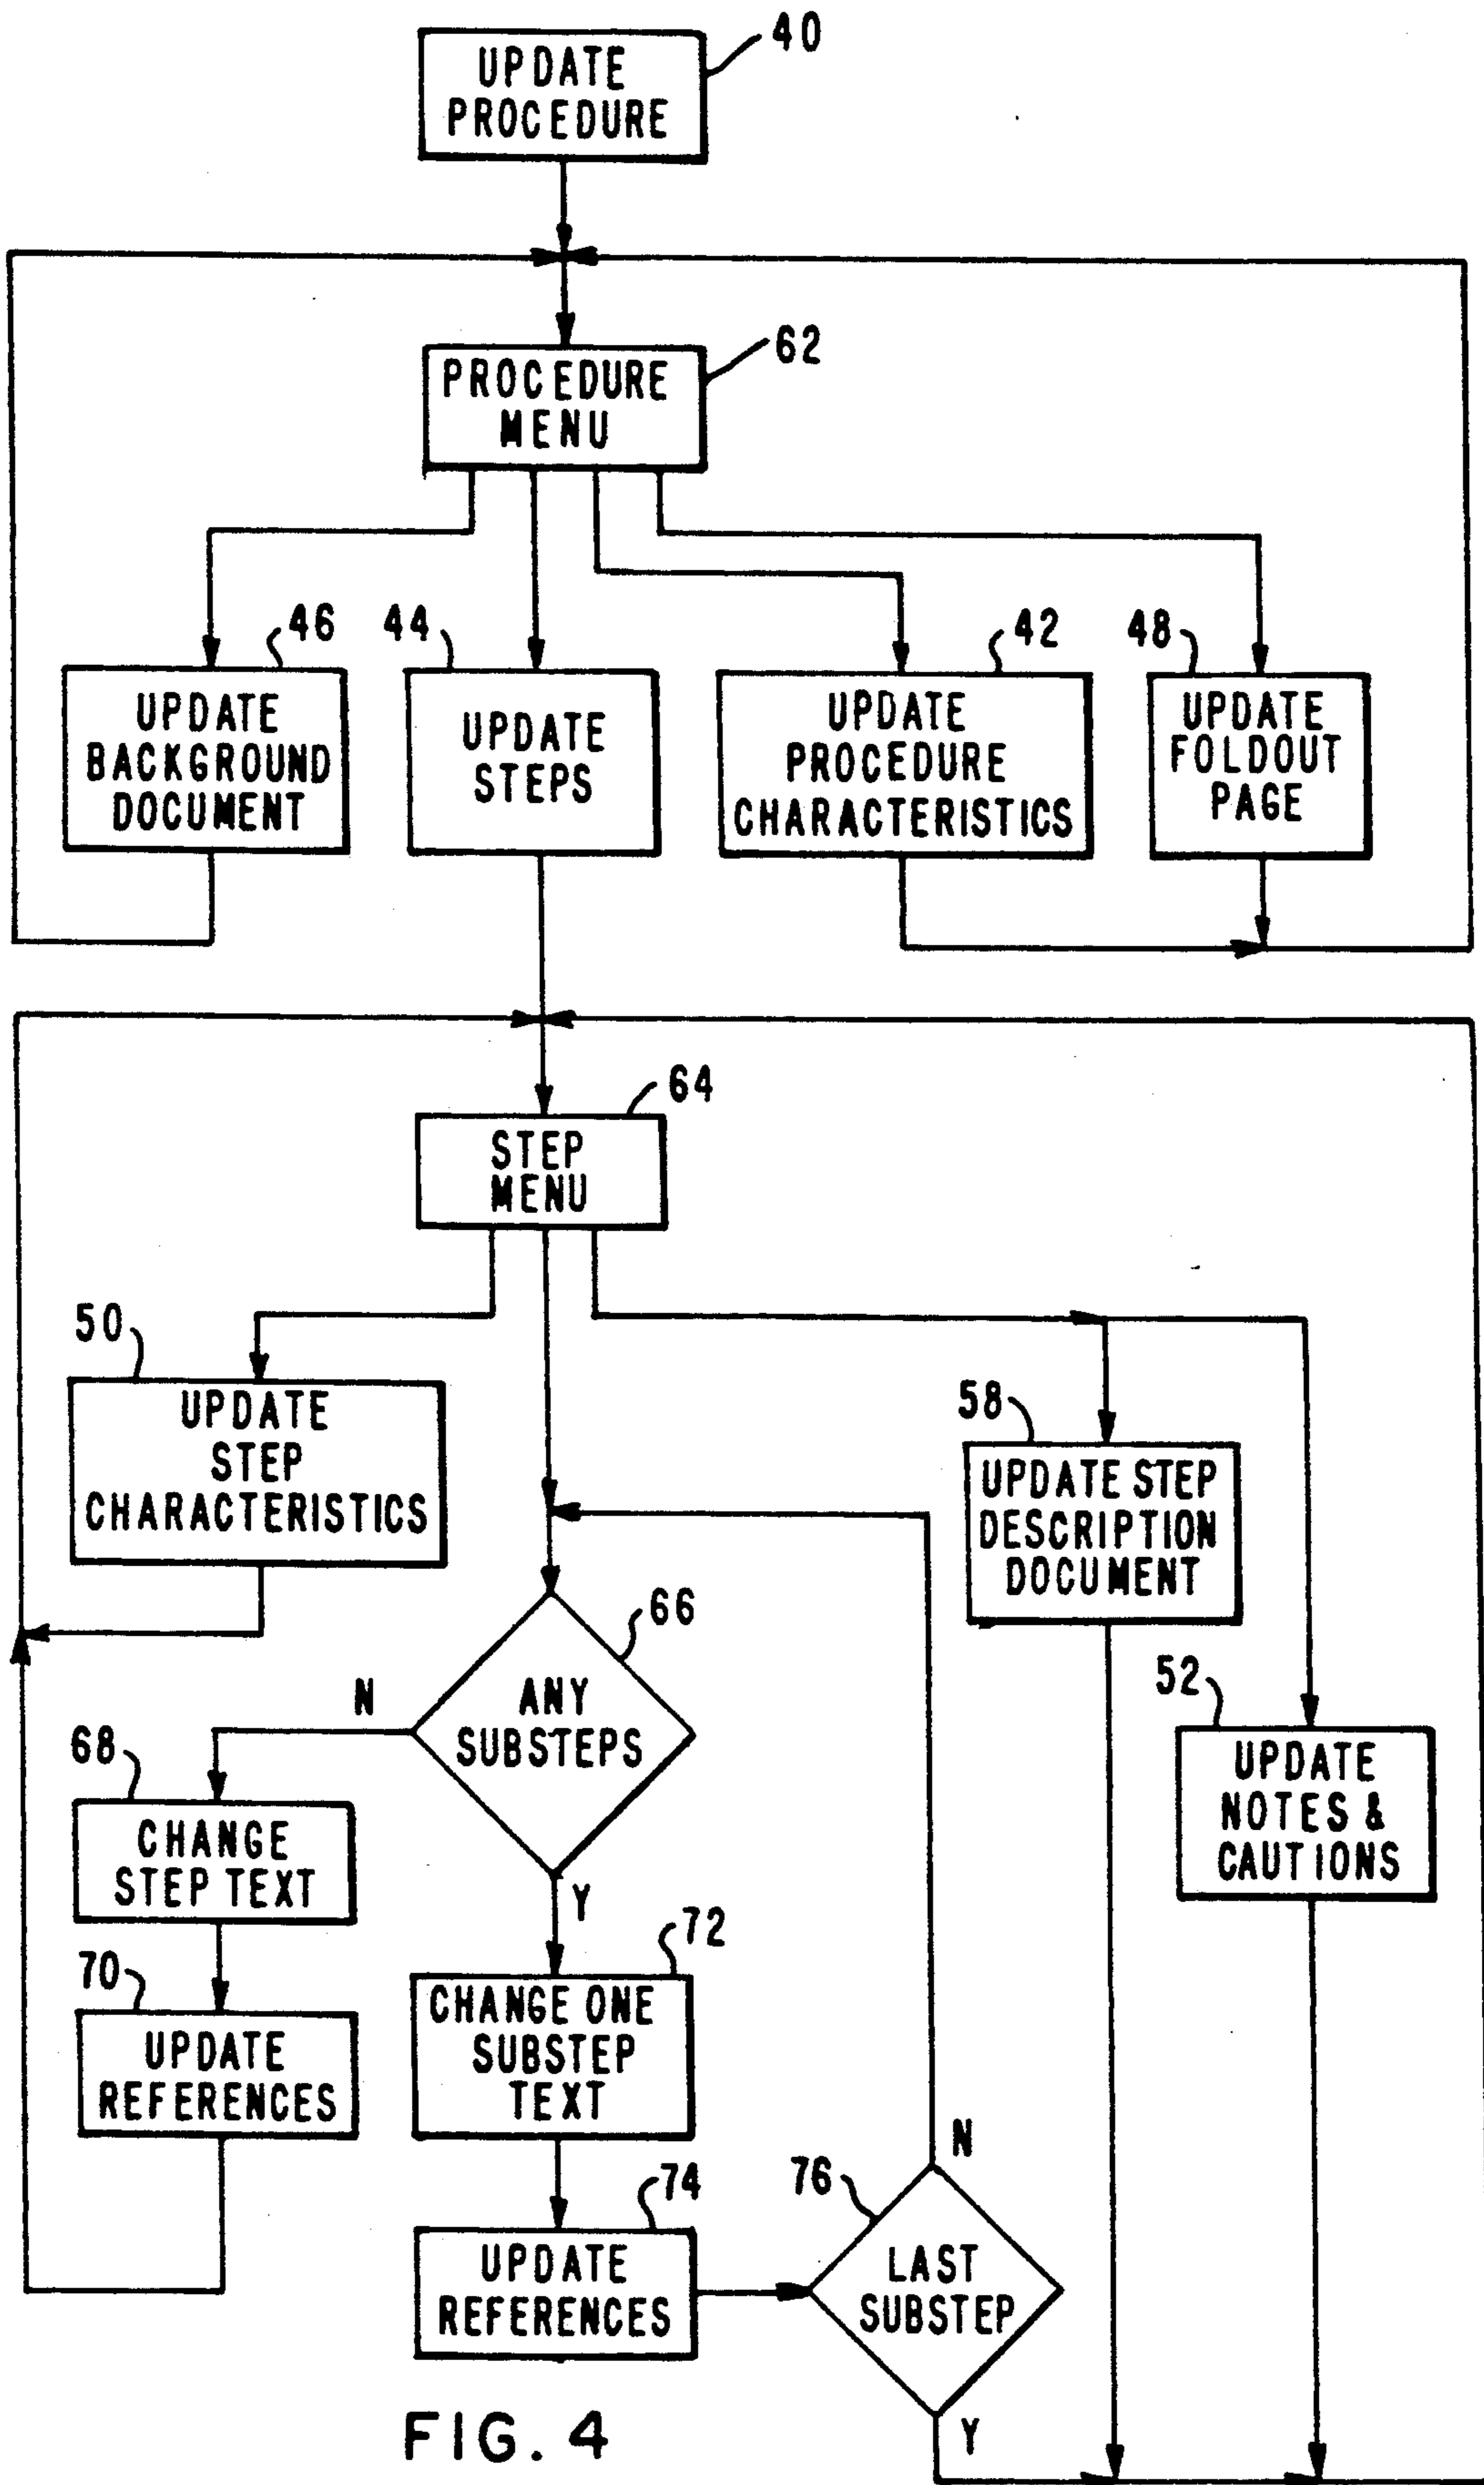 40
UPDATE
PROCEDURE
62
PROCEDURE
MENU
46
UPDATE
BACKGROUND
DOCUMENT
44
UPDATE
STEPS
42
UPDATE
PROCEDURE
CHARACTERISTICS
48
UPDATE
FOLDOUT
PAGE
64
STEP
MENU
50
UPDATE
STEP
CHARACTERISTICS
58
UPDATE STEP
DESCRIPTION
DOCUMENT
66
ANY
SUBSTEPS
N
Y
52
UPDATE
NOTES &
CAUTIONS
68
CHANGE
STEP TEXT
70
UPDATE
REFERENCES
72
CHANGE ONE
SUBSTEP
TEXT
74
UPDATE
REFERENCES
76
LAST
SUBSTEP
N
Y
FIG. 4